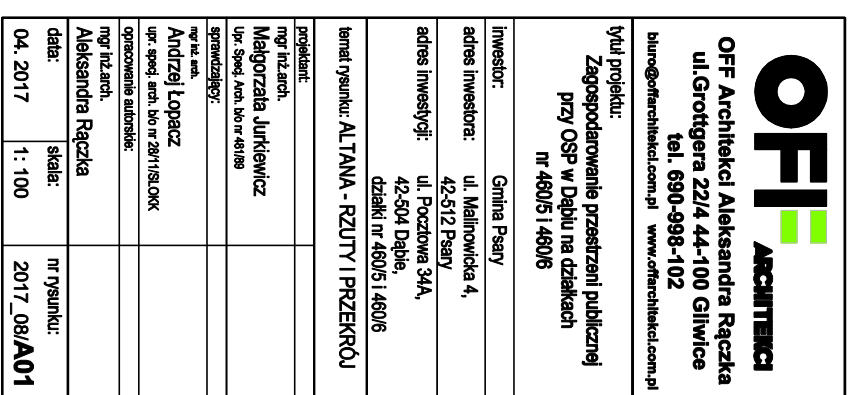 OFF
ARCHITEKCI
OFF Architekci Aleksandra Rączka
ul.Grottgera 22/4 44-100 Gliwice
tel. 690-998-102
biuro@offarchitekci.com.pl www.offarchitekci.com.pl
tytuł projektu:
Zagospodarowanie przestrzeni publicznej
przy OSP w Dąbiu na działkach
nr 460/5 i 460/6
inwestor: Gmina Psary
adres inwestora: ul. Malinowicka 4,
42-512 Psary
adres inwestycji: ul. Pocztowa 34A,
42-504 Dąbie,
działki nr 460/5 i 460/6
temat rysunku: ALTANA - RZUTY I PRZEKRÓJ
projektant:
mgr inż.arch.
Małgorzata Jurkiewicz
Upr. Specj. Arch. b/o nr 481/89
sprawdzający:
mgr inż. arch.
Andrzej Łopacz
upr. specj. arch. b/o nr 28/11/SLOKK
opracowanie autorskie:
mgr inż.arch.
Aleksandra Rączka
data: skala: nr rysunku:
04. 2017 1: 100 2017_08/A01